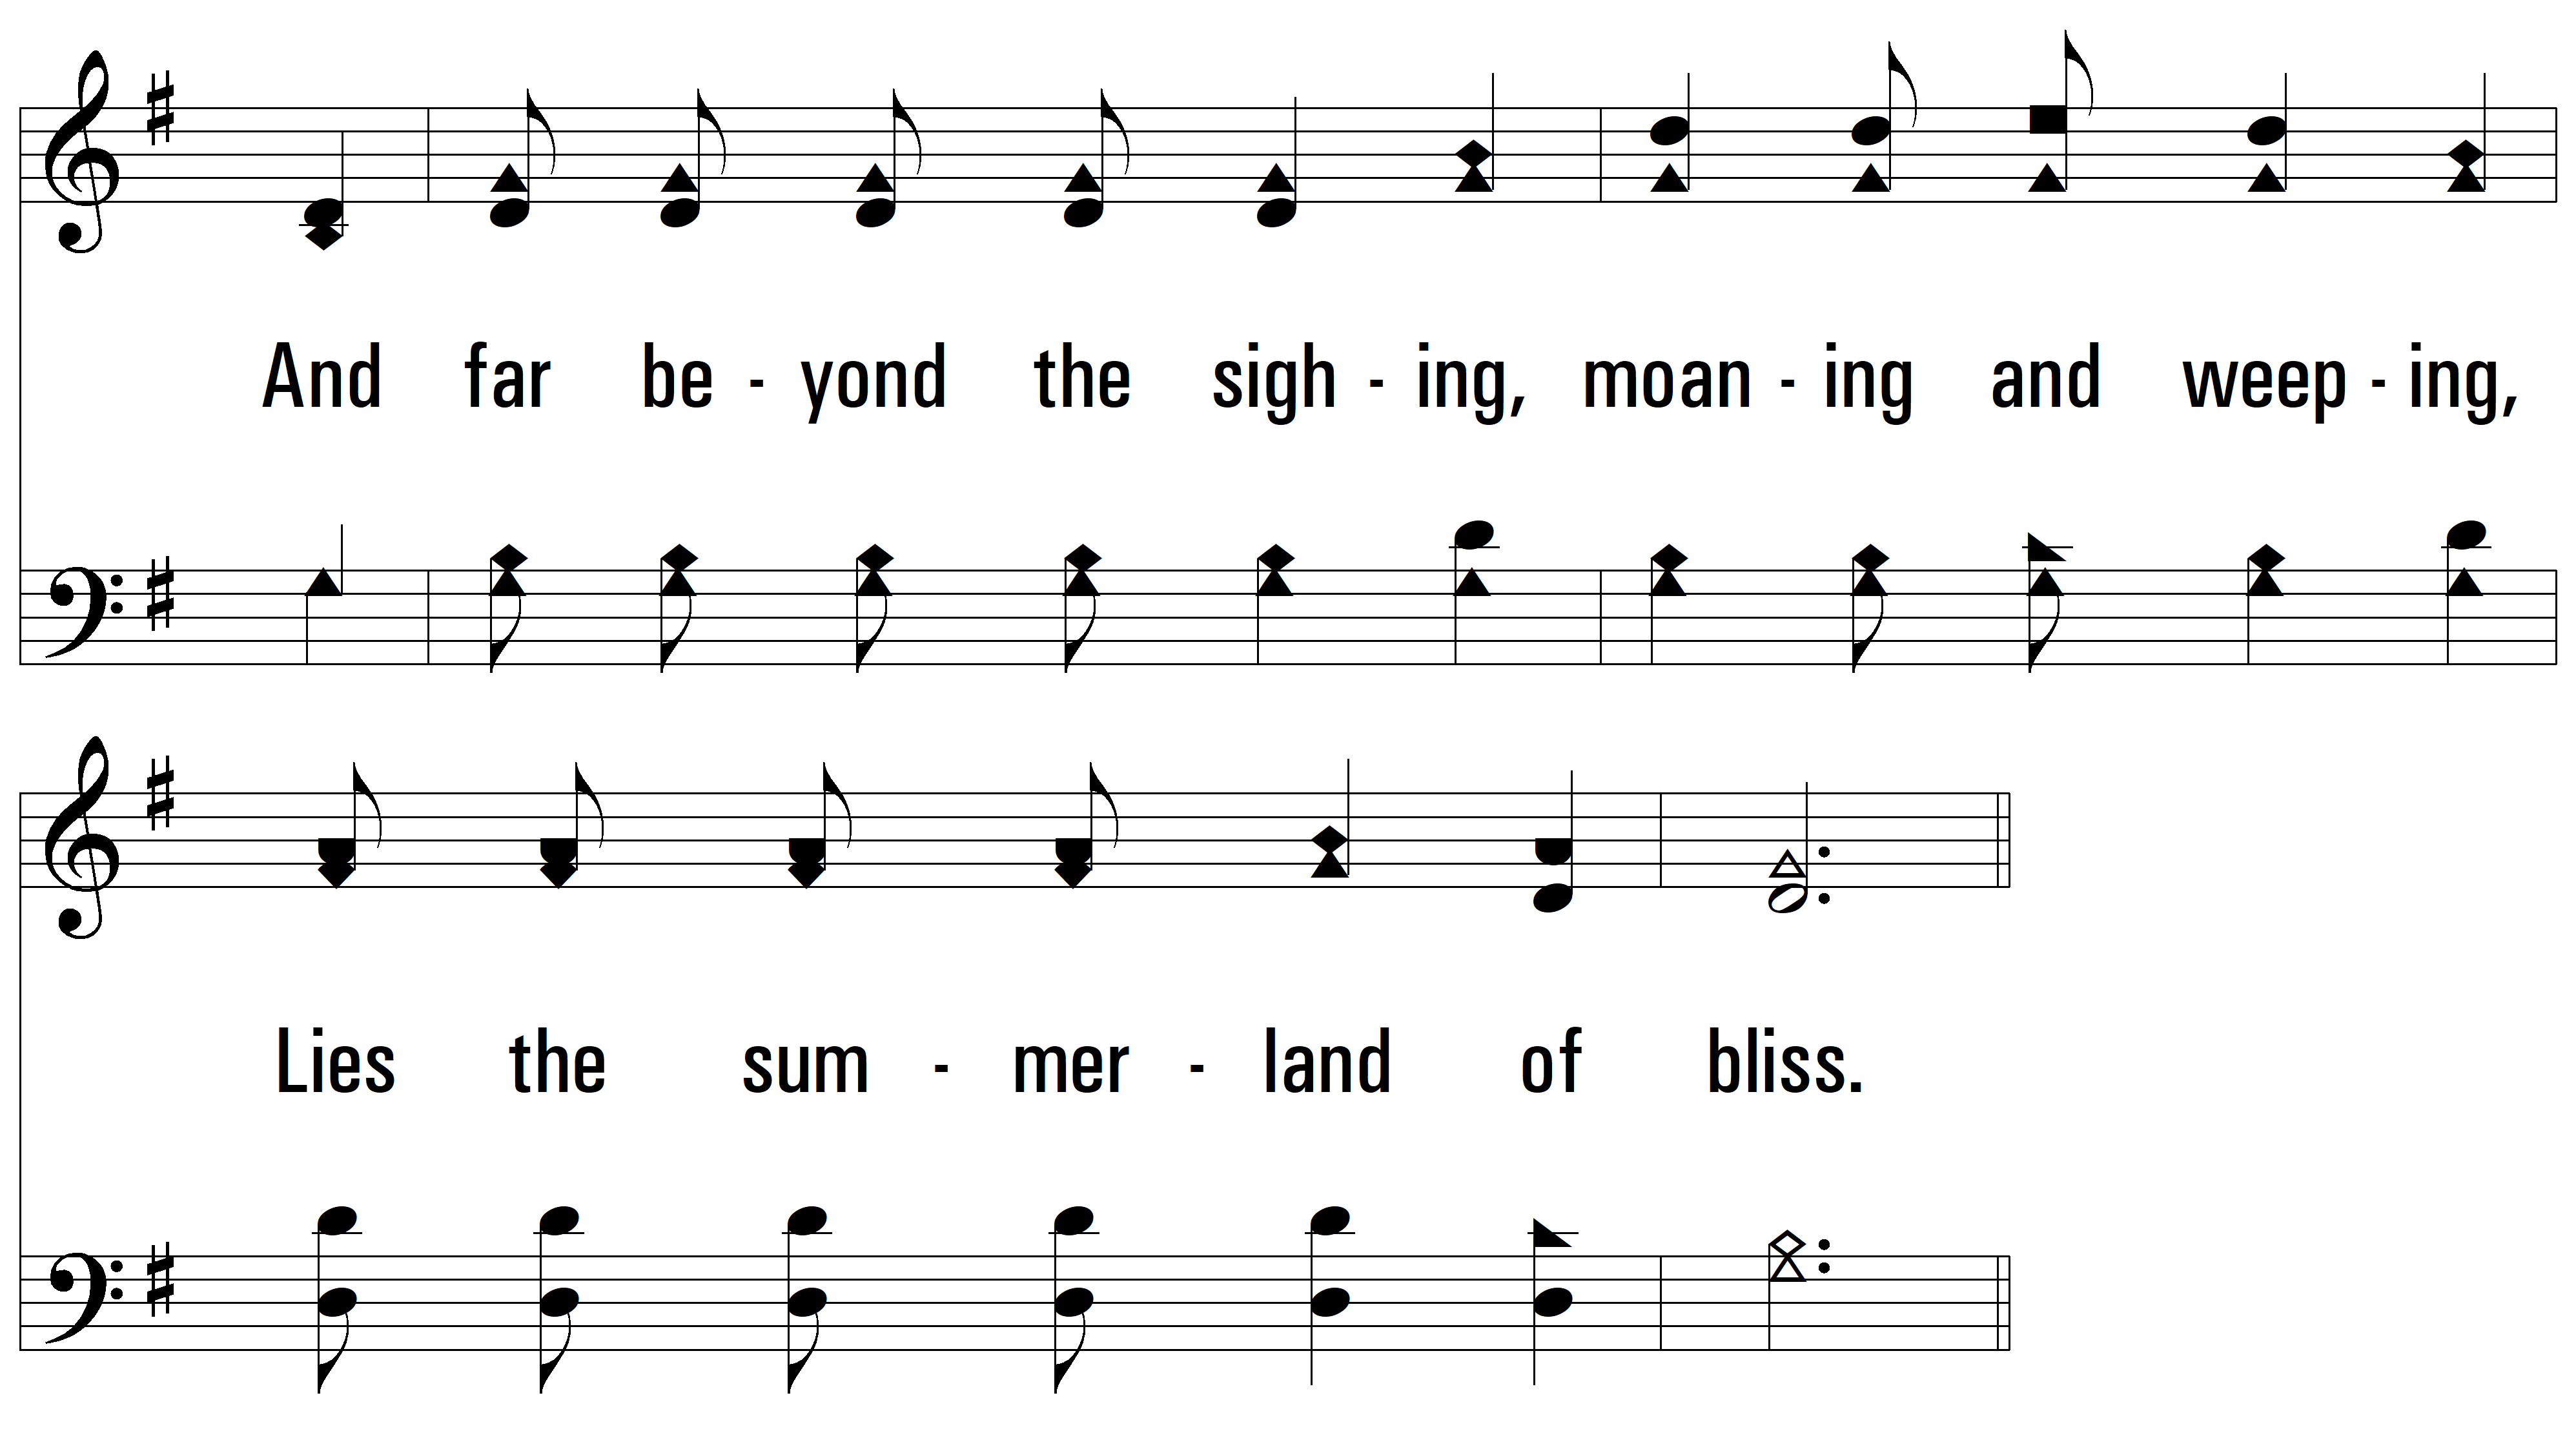 And far be - yond the sigh - ing, moan - ing and weep - ing,
Lies the sum - mer - land of bliss.